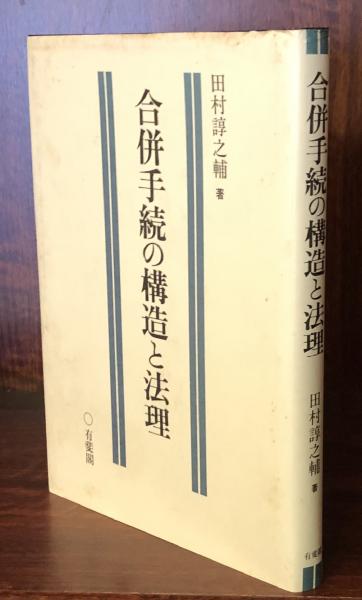 田村諄之輔 著
合併手続の構造と法理
○有斐閣
合併手続の構造と法理
田村諄之輔 著
有斐閣